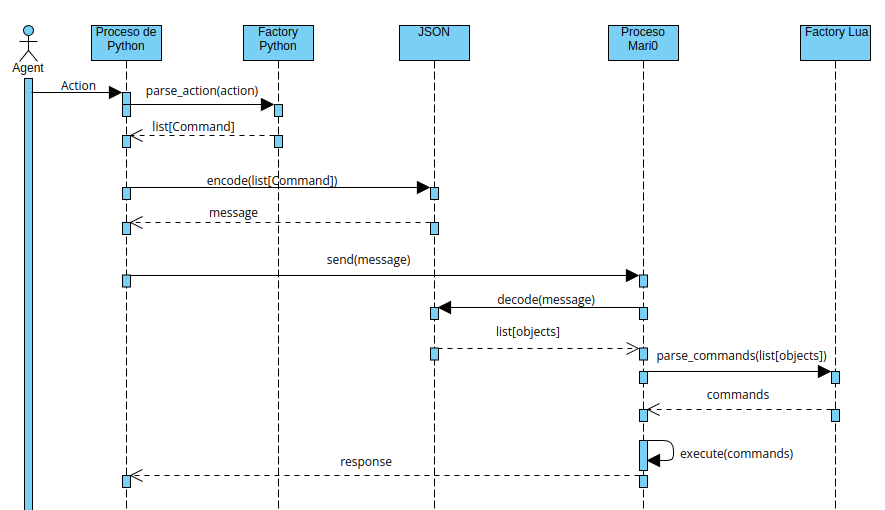 Proceso de
Python
Factory
Python
JSON
Proceso
Mari0
Factory Lua
Agent
Action
parse_action(action)
list[Command]
encode(list[Command])
message
send(message)
decode(message)
list[objects]
parse_commands(list[objects])
commands
execute(commands)
response